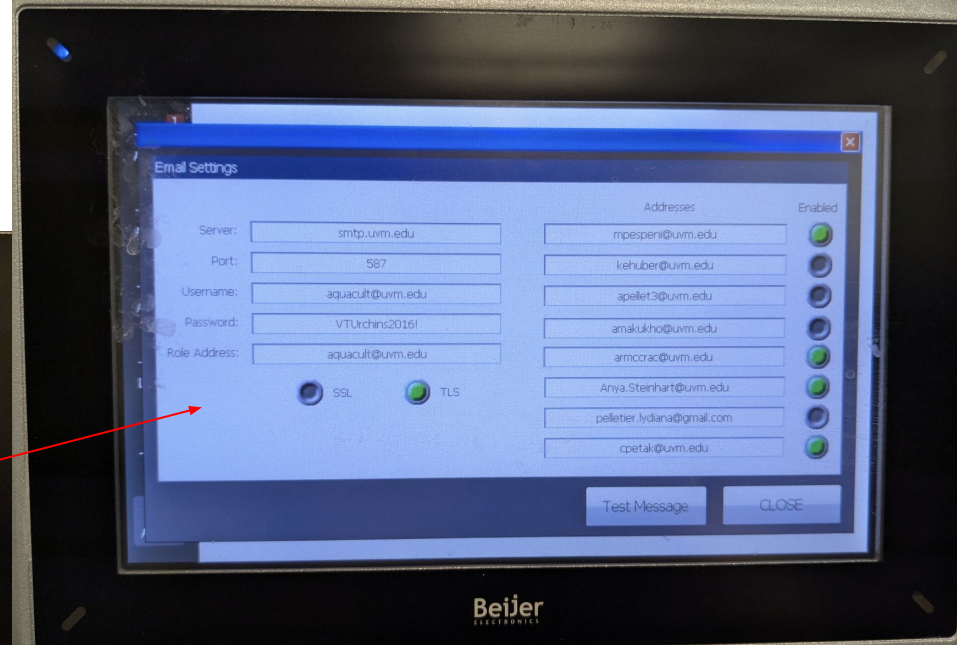 1
Email Settings
Addresses
Enabled
Server:
smtp.uvm.edu
mpespeni@uvm.edu
Port:
587
kehuber@uvm.edu
Username:
aquacult@uvm.edu
apellet3@uvm.edu
Password:
VTUrchins2016!
amakukho@uvm.edu
Role Address:
aquacult@uvm.edu
armccrac@uvm.edu
SSL
TLS
Anya.Steinhart@uvm.edu
pelletier.lydiana@gmail.com
cpetak@uvm.edu
Test Message
CLOSE
Beijer
ELECTRONICS